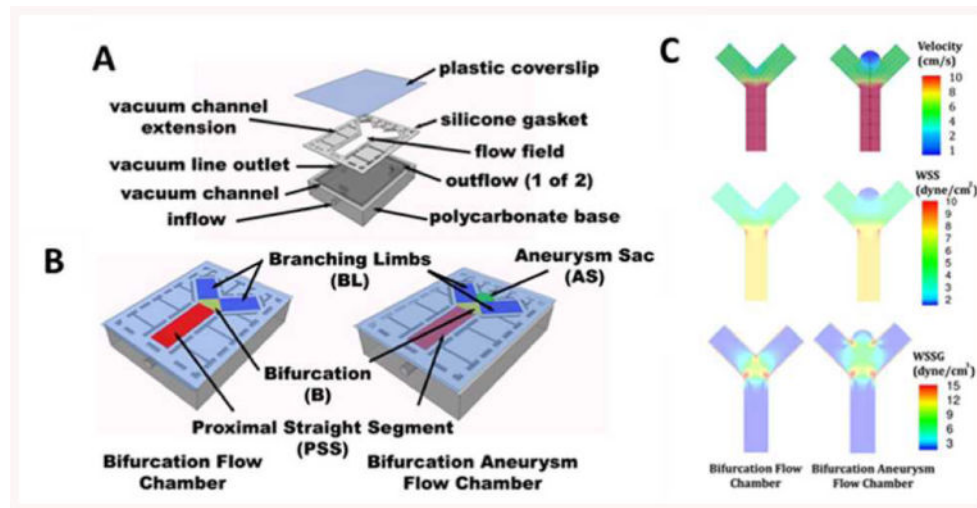 A
plastic coverslip
vacuum channel
extension
silicone gasket
flow field
vacuum line outlet
outflow (1 of 2)
vacuum channel
inflow
polycarbonate base
B
Branching Limbs
(BL)
Aneurysm Sac
(AS)
Bifurcation
(B)
Proximal Straight Segment
(PSS)
Bifurcation Flow
Chamber
Bifurcation Aneurysm
Flow Chamber
C
Velocity
(cm/s)
10
8
6
4
2
1
WSS
(dyne/cm²)
10
9
8
7
6
5
4
3
2
WSSG
(dyne/cm³)
15
12
9
6
3
Bifurcation Flow
Chamber
Bifurcation Aneurysm
Flow Chamber